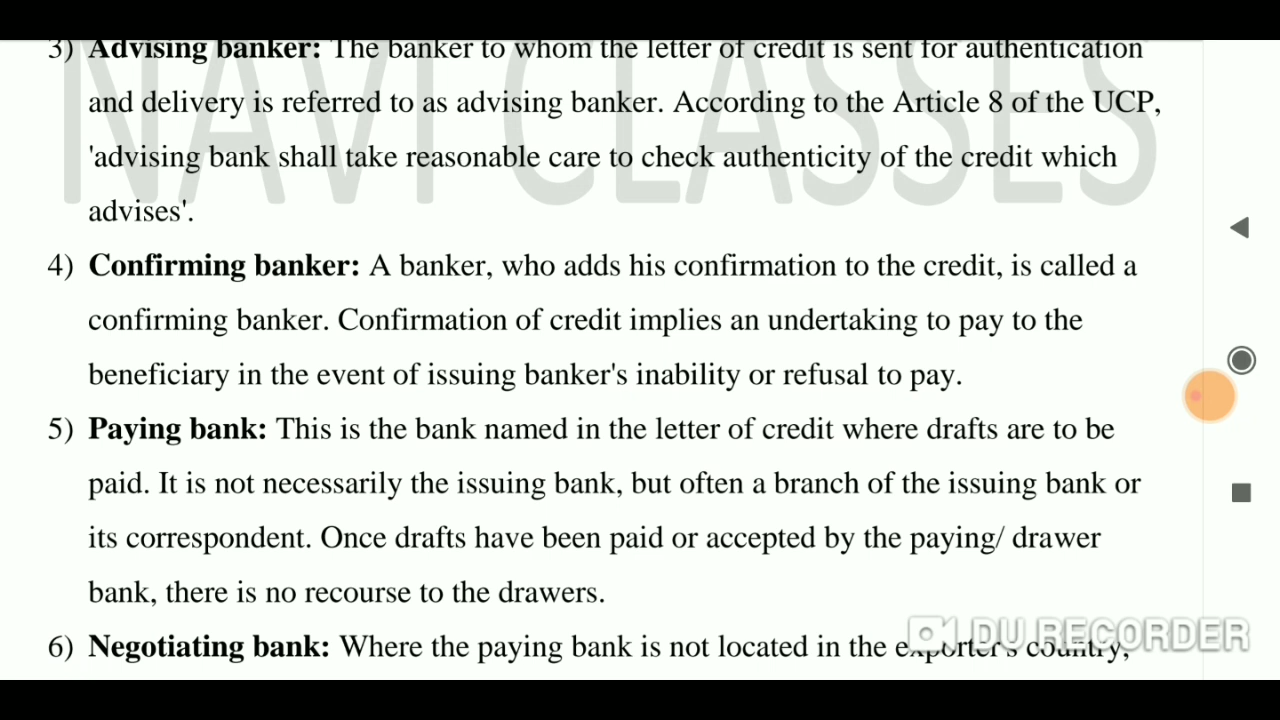 3) Advising banker: The banker to whom the letter of credit is sent for authentication
and delivery is referred to as advising banker. According to the Article 8 of the UCP,
'advising bank shall take reasonable care to check authenticity of the credit which
advises'.
4) Confirming banker: A banker, who adds his confirmation to the credit, is called a
confirming banker. Confirmation of credit implies an undertaking to pay to the
beneficiary in the event of issuing banker's inability or refusal to pay.
5) Paying bank: This is the bank named in the letter of credit where drafts are to be
paid. It is not necessarily the issuing bank, but often a branch of the issuing bank or
its correspondent. Once drafts have been paid or accepted by the paying/ drawer
bank, there is no recourse to the drawers.
6) Negotiating bank: Where the paying bank is not located in the exporter's country,
NAVI CLASSES
DU RECORDER